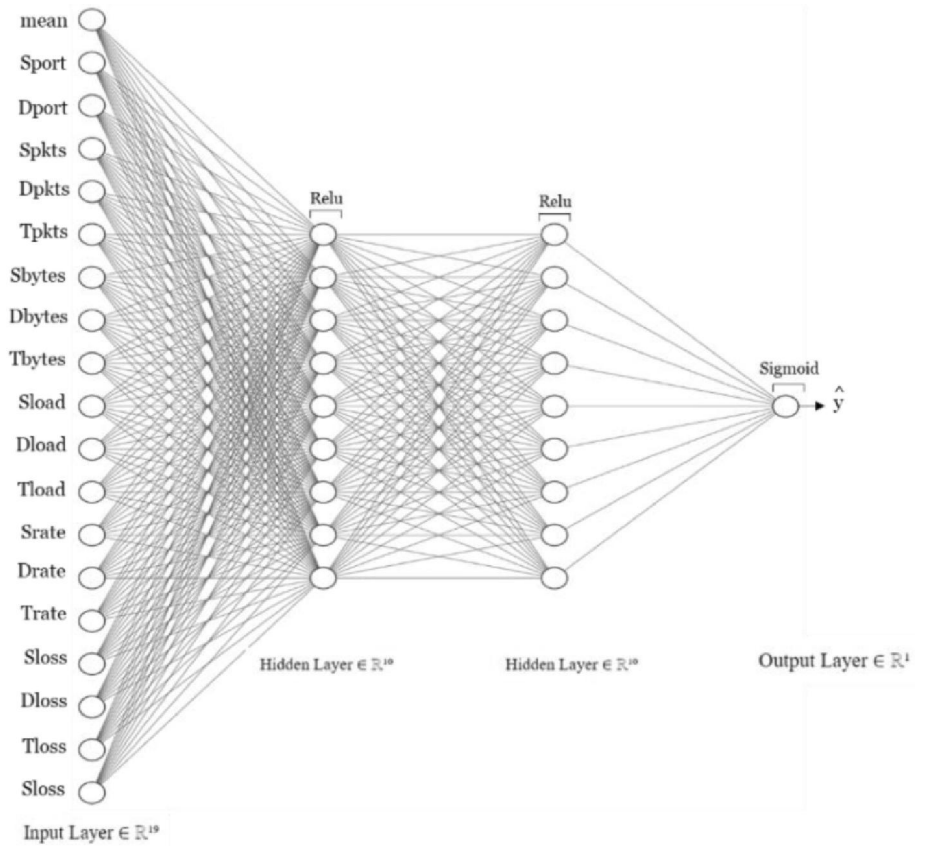 mean
Sport
Dport
Spkts
Dpkts
Tpkts
Sbytes
Dbytes
Tbytes
Sload
Dload
Tload
Srate
Drate
Trate
Sloss
Dloss
Tloss
Sloss
Input Layer ∈ ℝ¹⁹
Relu
Hidden Layer ∈ ℝ¹⁰
Relu
Hidden Layer ∈ ℝ¹⁰
Sigmoid
ŷ
Output Layer ∈ ℝ¹